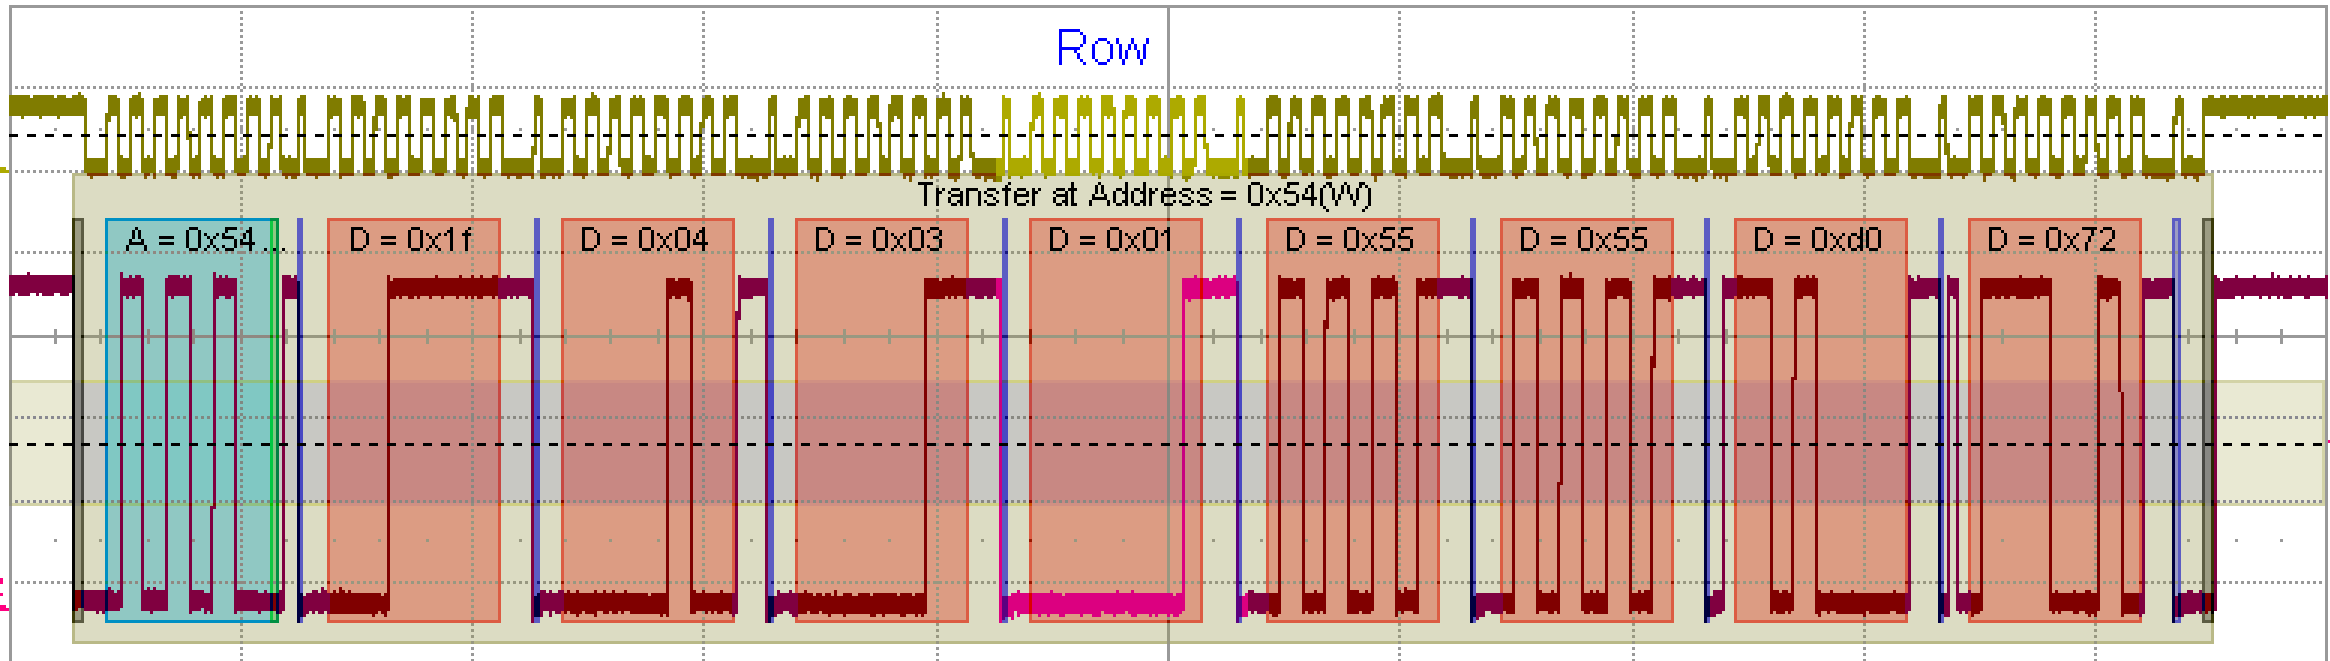 Row
Transfer at Address = 0x54(W)
A = 0x54 ... D = 0x1f D = 0x04 D = 0x03 D = 0x01 D = 0x55 D = 0x55 D = 0xd0 D = 0x72